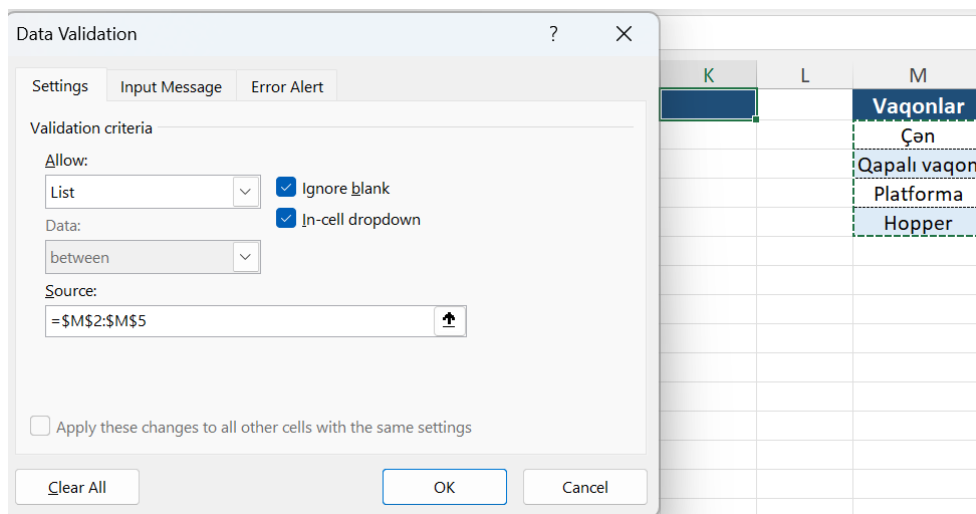 Data Validation ? ×
Settings Input Message Error Alert
Validation criteria
Allow:
List
Ignore blank
In-cell dropdown
Data:
between
Source:
=$M$2:$M$5
Apply these changes to all other cells with the same settings
Clear All OK Cancel
K L M
Vaqonlar
Çən
Qapalı vaqon
Platforma
Hopper